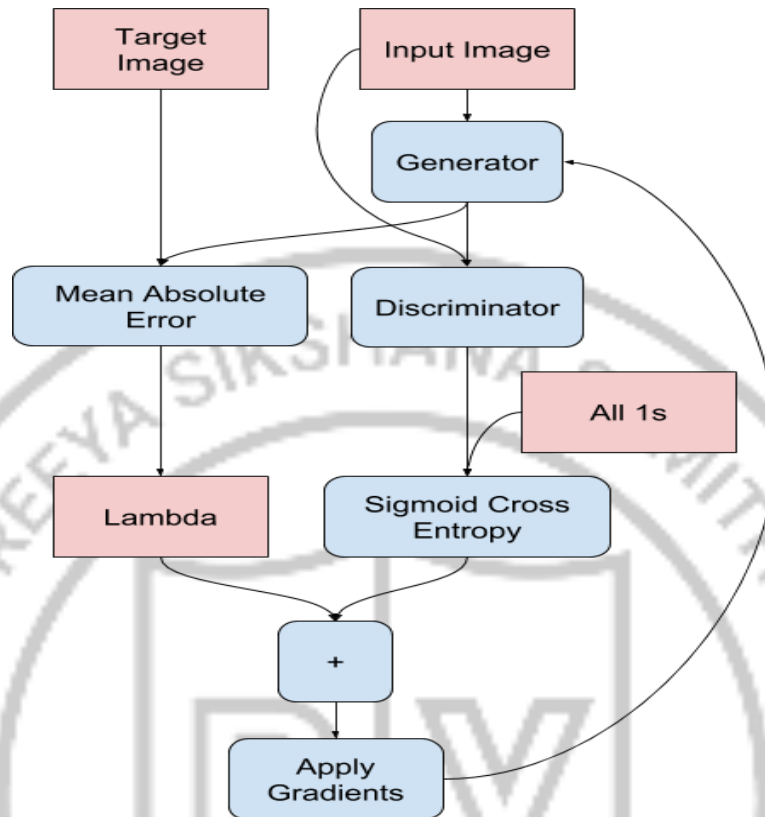 Target
Image
Input Image
Generator
Mean Absolute
Error
Discriminator
All 1s
Lambda
Sigmoid Cross
Entropy
+
Apply
Gradients